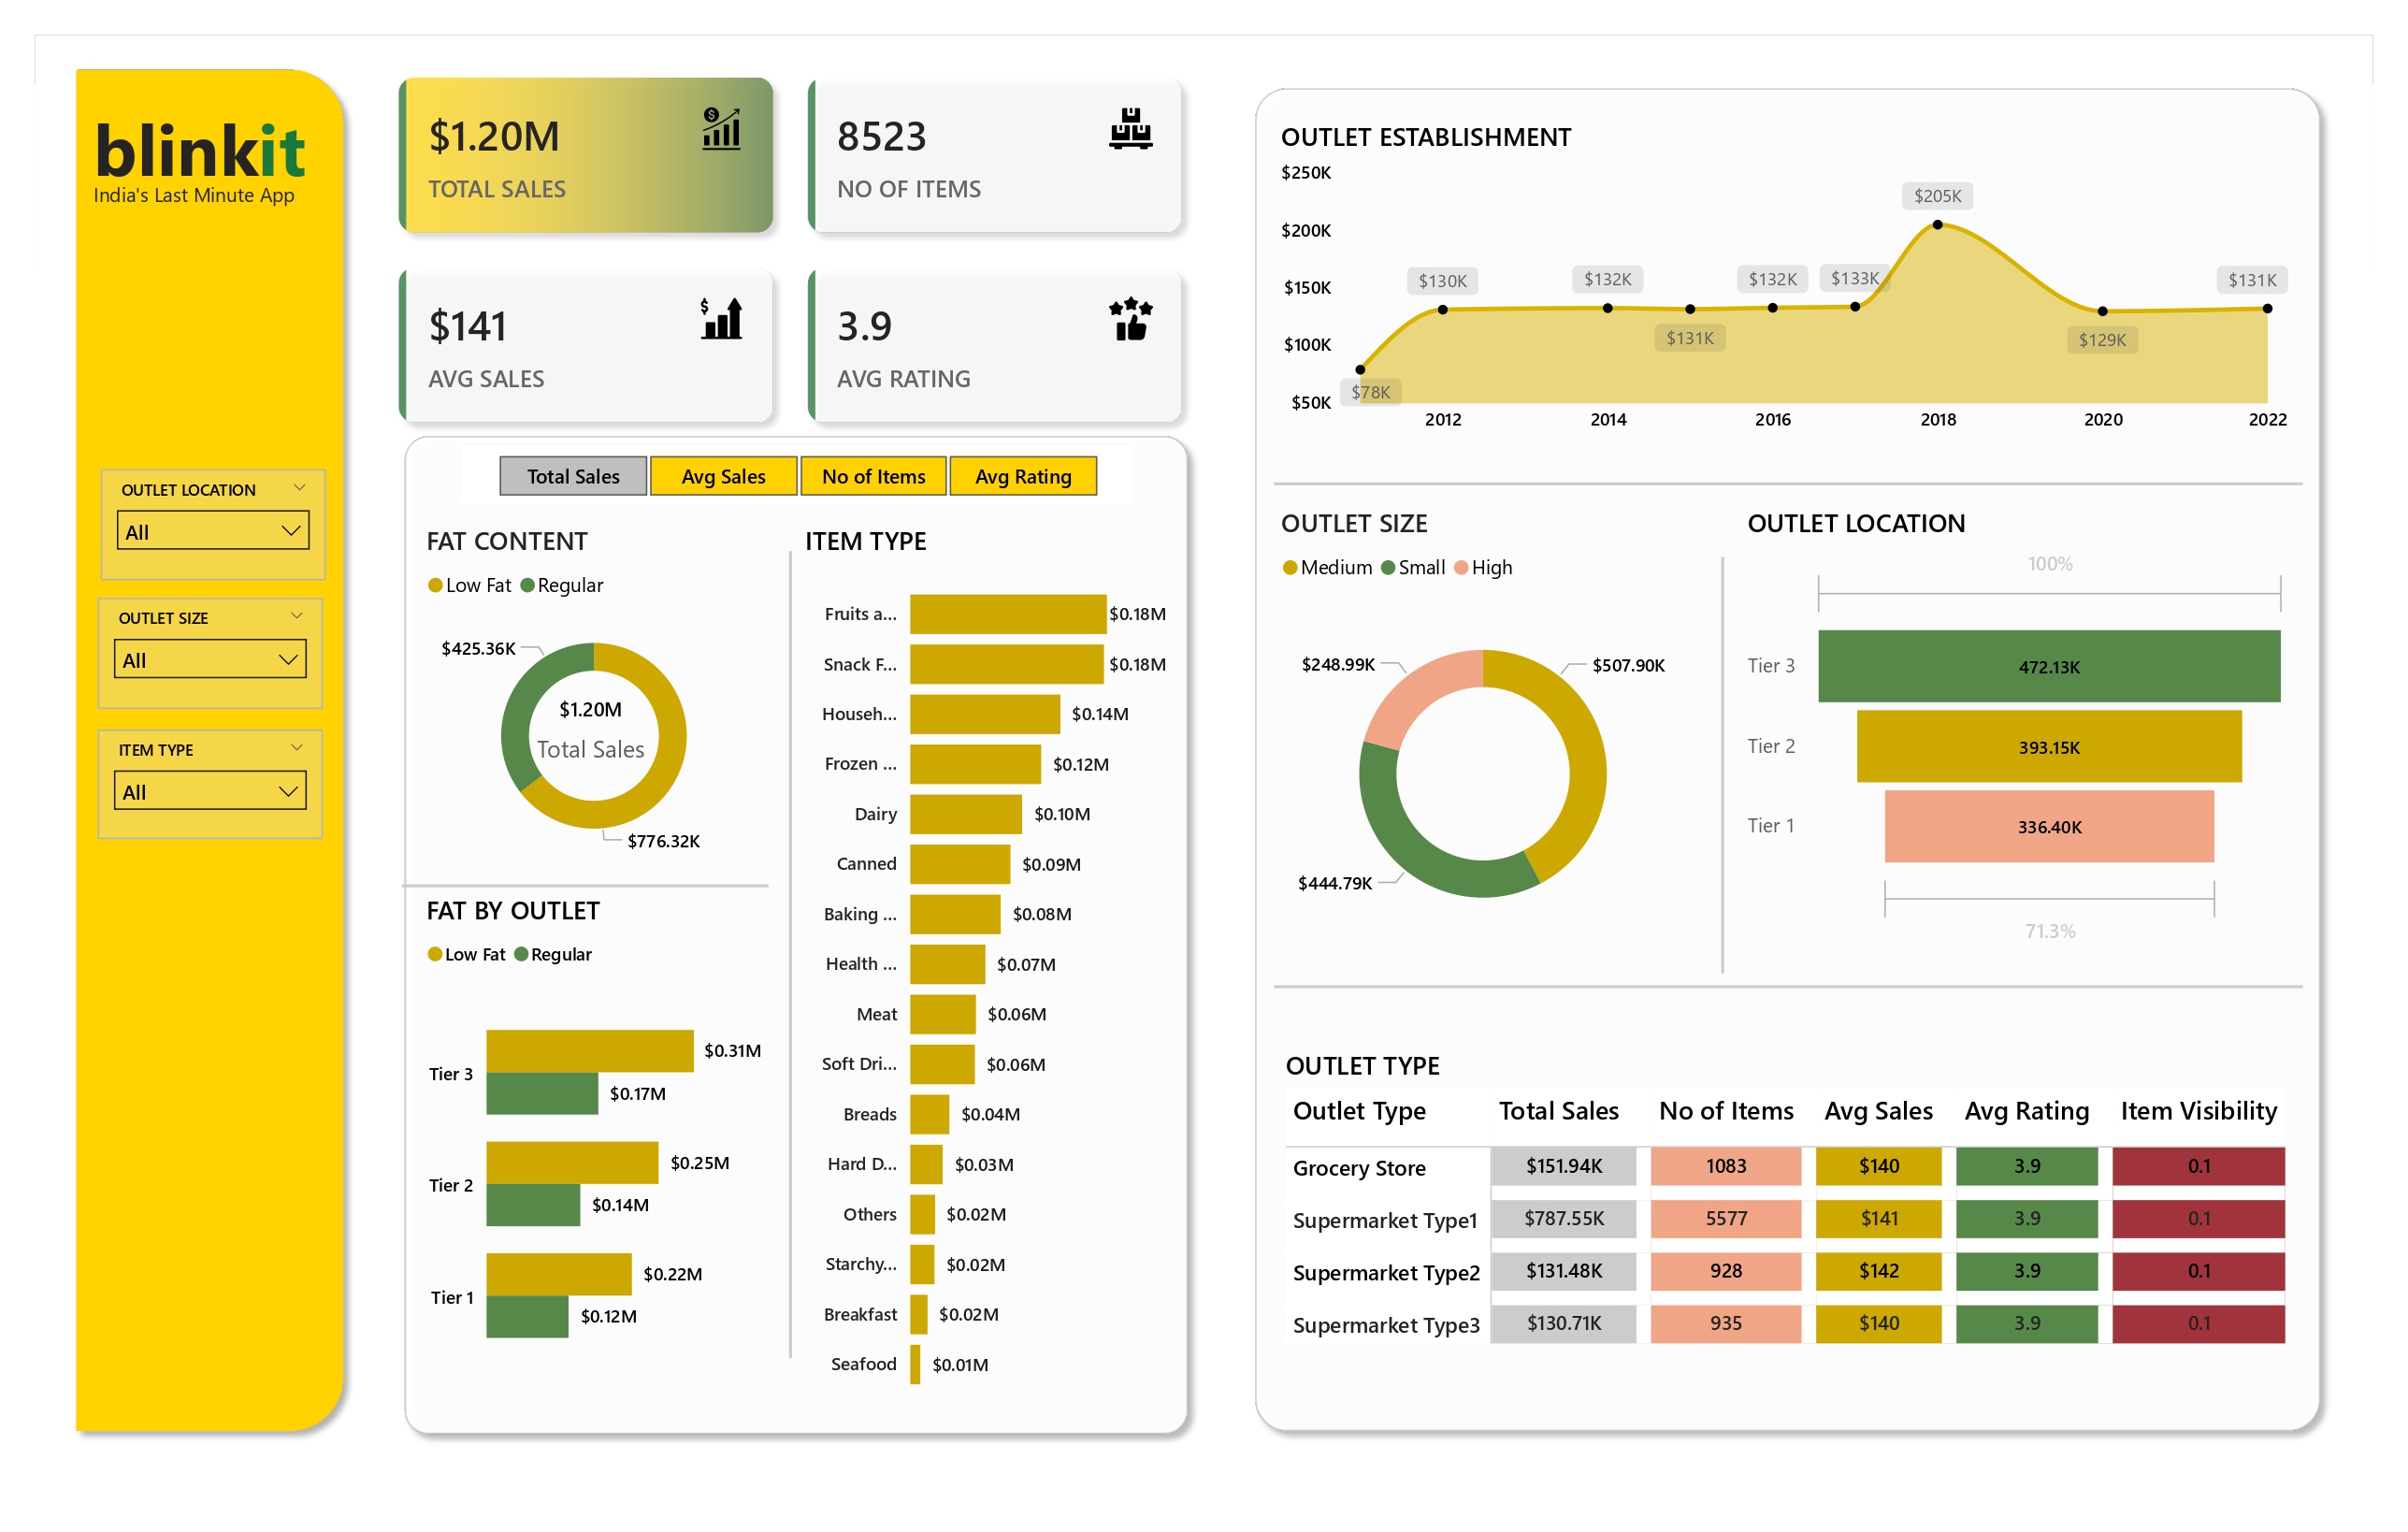 blinkit
India's Last Minute App
OUTLET LOCATION
All
OUTLET SIZE
All
ITEM TYPE
All
$1.20M
TOTAL SALES
8523
NO OF ITEMS
$141
AVG SALES
3.9
AVG RATING
Total Sales Avg Sales No of Items Avg Rating
FAT CONTENT
Low Fat Regular
$425.36K
$1.20M
Total Sales
$776.32K
FAT BY OUTLET
Low Fat Regular
Tier 3 $0.31M
$0.17M
Tier 2 $0.25M
$0.14M
Tier 1 $0.22M
$0.12M
ITEM TYPE
Fruits a... $0.18M
Snack F... $0.18M
Househ... $0.14M
Frozen ... $0.12M
Dairy $0.10M
Canned $0.09M
Baking ... $0.08M
Health ... $0.07M
Meat $0.06M
Soft Dri... $0.06M
Breads $0.04M
Hard D... $0.03M
Others $0.02M
Starchy... $0.02M
Breakfast $0.02M
Seafood $0.01M
OUTLET ESTABLISHMENT
$250K
$200K
$150K
$100K
$50K
$78K
$130K
$132K
$131K
$132K
$133K
$205K
$129K
$131K
2012 2014 2016 2018 2020 2022
OUTLET SIZE
Medium Small High
$248.99K
$507.90K
$444.79K
OUTLET LOCATION
100%
Tier 3 472.13K
Tier 2 393.15K
Tier 1 336.40K
71.3%
OUTLET TYPE
Outlet Type Total Sales No of Items Avg Sales Avg Rating Item Visibility
Grocery Store $151.94K 1083 $140 3.9 0.1
Supermarket Type1 $787.55K 5577 $141 3.9 0.1
Supermarket Type2 $131.48K 928 $142 3.9 0.1
Supermarket Type3 $130.71K 935 $140 3.9 0.1